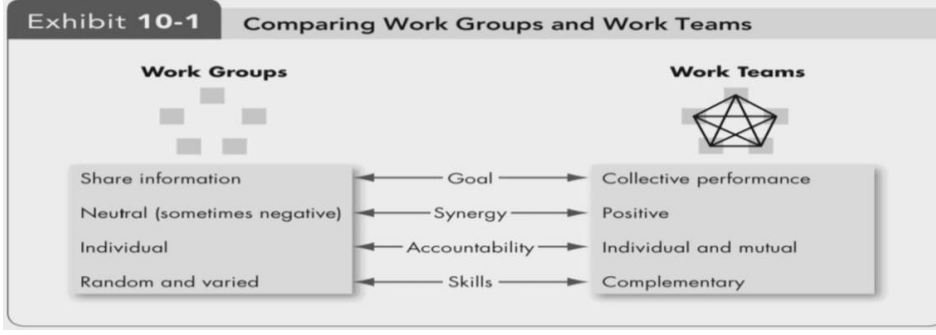 Exhibit 10-1 Comparing Work Groups and Work Teams
Work Groups Work Teams
Share information Goal Collective performance
Neutral (sometimes negative) Synergy Positive
Individual Accountability Individual and mutual
Random and varied Skills Complementary